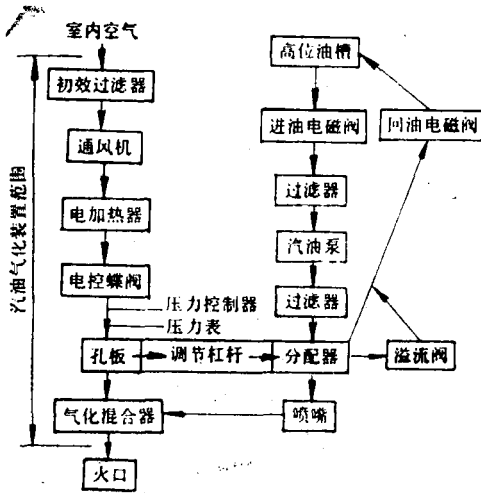 室内空气
初效过滤器
通风机
电加热器
电控蝶阀
压力控制器
压力表
孔板
调节杠杆
分配器
溢流阀
气化混合器
喷嘴
火口
高位油槽
进油电磁阀
回油电磁阀
过滤器
汽油泵
过滤器
汽油气化装置范围